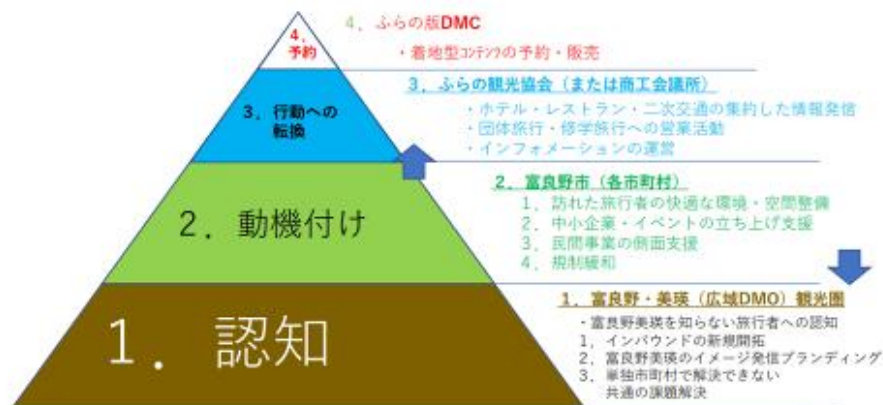 4.
予約
4. ふらの版DMC
・着地型コンテンツの予約・販売
3. 行動への
転換
3. ふらの観光協会（または商工会議所）
・ホテル・レストラン・二次交通の集約した情報発信
・団体旅行・修学旅行への営業活動
・インフォメーションの運営
2. 動機付け
2. 富良野市（各市町村）
1. 訪れた旅行者の快適な環境・空間整備
2. 中小企業・イベントの立ち上げ支援
3. 民間事業の側面支援
4. 規制緩和
1. 認知
1. 富良野・美瑛（広域DMO）観光圏
・富良野美瑛を知らない旅行者への認知
1. インバウンドの新規開拓
2. 富良野美瑛のイメージ発信ブランディング
3. 単独市町村で解決できない
共通の課題解決